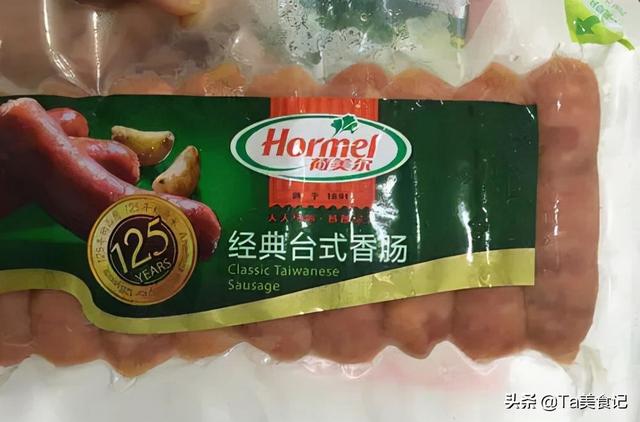 Hormel
荷美尔
1891
125
YEARS
经典台式香肠
Classic Taiwanese
Sausage
头条 @Ta美食记